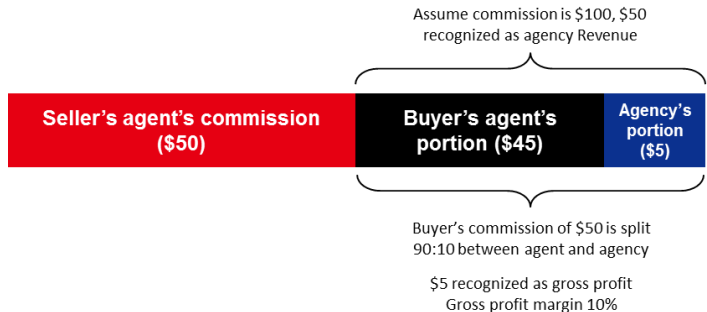 Assume commission is $100, $50
recognized as agency Revenue
Seller's agent's commission
($50)
Buyer's agent's
portion ($45)
Agency's
portion
($5)
Buyer's commission of $50 is split
90:10 between agent and agency
$5 recognized as gross profit
Gross profit margin 10%